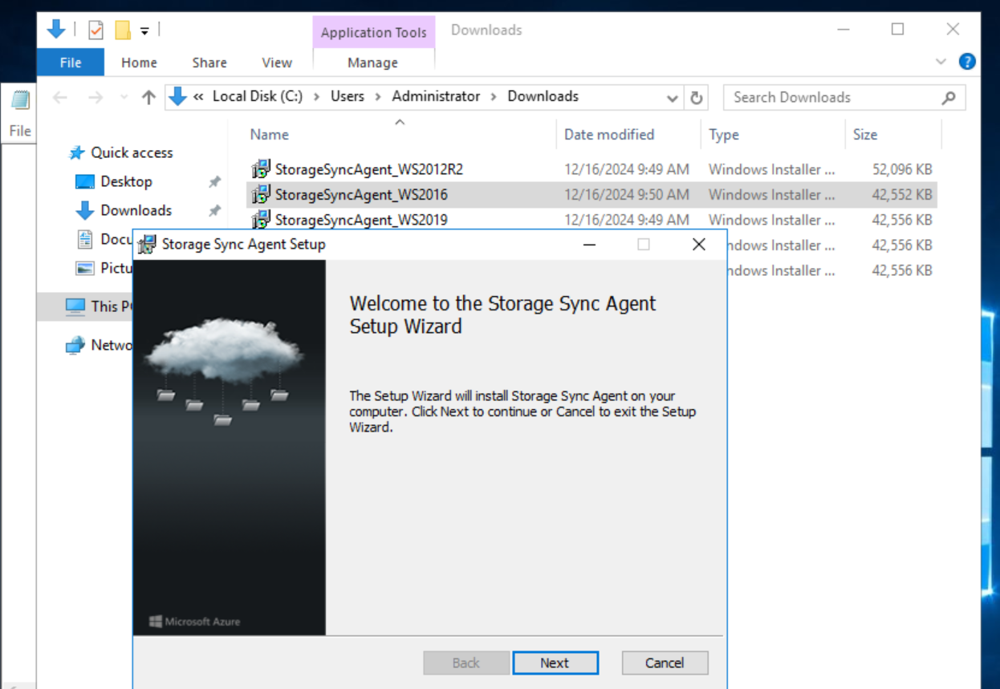 Application Tools Downloads
File Home Share View Manage
« Local Disk (C:) › Users › Administrator › Downloads Search Downloads
File
Name Date modified Type Size
Quick access
StorageSyncAgent_WS2012R2 12/16/2024 9:49 AM Windows Installer ... 52,096 KB
Desktop
StorageSyncAgent_WS2016 12/16/2024 9:50 AM Windows Installer ... 42,552 KB
Downloads
StorageSyncAgent_WS2019 12/16/2024 9:49 AM Windows Installer ... 42,556 KB
Docu
ndows Installer ... 42,556 KB
Pictu
ndows Installer ... 42,556 KB
This P
Netwo
Storage Sync Agent Setup
Welcome to the Storage Sync Agent
Setup Wizard
The Setup Wizard will install Storage Sync Agent on your
computer. Click Next to continue or Cancel to exit the Setup
Wizard.
Microsoft Azure
Back Next Cancel